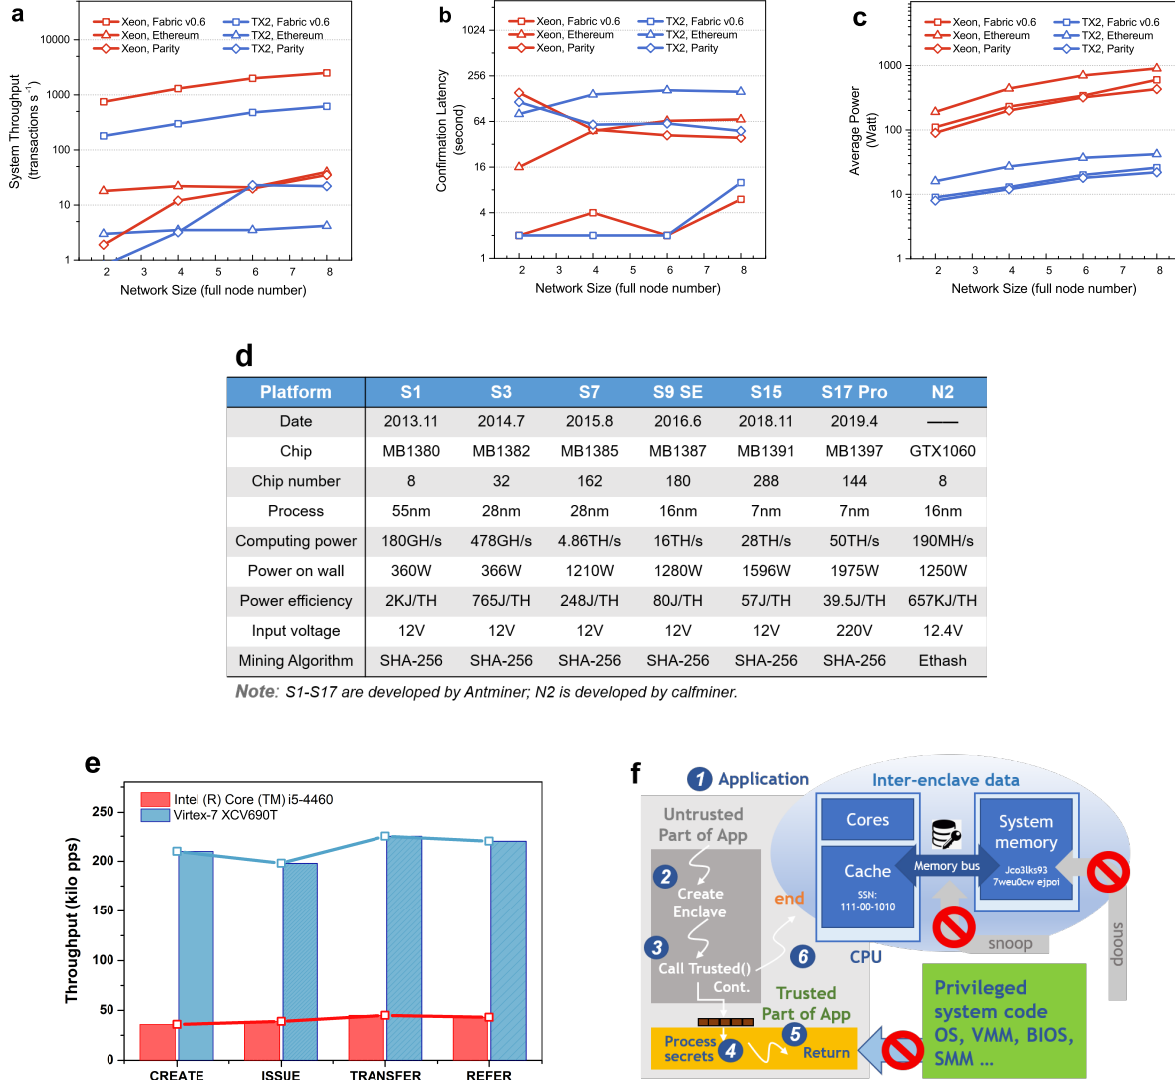 a
Xeon, Fabric v0.6
TX2, Fabric v0.6
Xeon, Ethereum
TX2, Ethereum
Xeon, Parity
TX2, Parity
System Throughput
(transactions s⁻¹)
10000
1000
100
10
1
2 3 4 5 6 7 8
Network Size (full node number)
b
Xeon, Fabric v0.6
TX2, Fabric v0.6
Xeon, Ethereum
TX2, Ethereum
Xeon, Parity
TX2, Parity
Confirmation Latency
(second)
1024
256
64
16
4
1
2 3 4 5 6 7 8
Network Size (full node number)
c
Xeon, Fabric v0.6
TX2, Fabric v0.6
Xeon, Ethereum
TX2, Ethereum
Xeon, Parity
TX2, Parity
Average Power
(Watt)
1000
100
10
1
2 3 4 5 6 7 8
Network Size (full node number)
d
Platform S1 S3 S7 S9 SE S15 S17 Pro N2
Date 2013.11 2014.7 2015.8 2016.6 2018.11 2019.4 ——
Chip MB1380 MB1382 MB1385 MB1387 MB1391 MB1397 GTX1060
Chip number 8 32 162 180 288 144 8
Process 55nm 28nm 28nm 16nm 7nm 7nm 16nm
Computing power 180GH/s 478GH/s 4.86TH/s 16TH/s 28TH/s 50TH/s 190MH/s
Power on wall 360W 366W 1210W 1280W 1596W 1975W 1250W
Power efficiency 2KJ/TH 765J/TH 248J/TH 80J/TH 57J/TH 39.5J/TH 657KJ/TH
Input voltage 12V 12V 12V 12V 12V 220V 12.4V
Mining Algorithm SHA-256 SHA-256 SHA-256 SHA-256 SHA-256 SHA-256 Ethash
Note: S1-S17 are developed by Antminer; N2 is developed by calfminer.
e
Intel (R) Core (TM) i5-4460
Virtex-7 XCV690T
Throughput (kilo pps)
250
200
150
100
50
0
CREATE ISSUE TRANSFER REFER
f
1 Application
Untrusted
Part of App
2
Create
Enclave
3
Call Trusted()
Cont.
end
6
Trusted
Part of App
Process
secrets
4
5
Return
Inter-enclave data
Cores
Cache
SSN:
111-00-1010
Memory bus
System
memory
Jco3lks93
7weu0cw ejpoi
CPU
snoop
snoop
Privileged
system code
OS, VMM, BIOS,
SMM ...